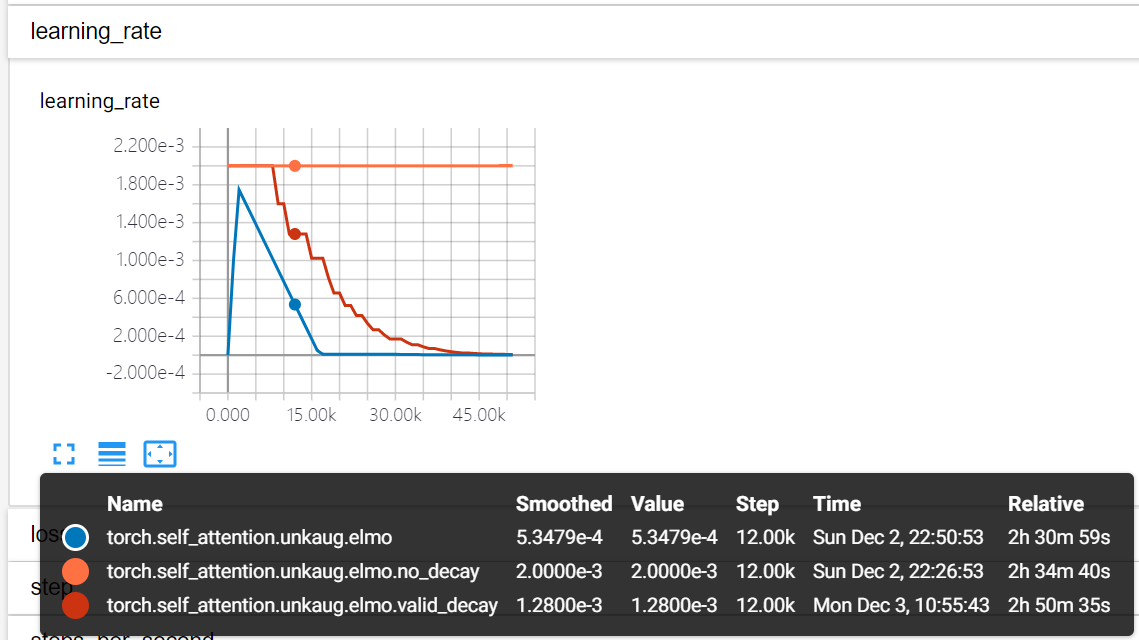 learning_rate
learning_rate
2.200e-3
1.800e-3
1.400e-3
1.000e-3
6.000e-4
2.000e-4
-2.000e-4
0.000 15.00k 30.00k 45.00k
Name Smoothed Value Step Time Relative
torch.self_attention.unkaug.elmo 5.3479e-4 5.3479e-4 12.00k Sun Dec 2, 22:50:53 2h 30m 59s
torch.self_attention.unkaug.elmo.no_decay 2.0000e-3 2.0000e-3 12.00k Sun Dec 2, 22:26:53 2h 34m 40s
torch.self_attention.unkaug.elmo.valid_decay 1.2800e-3 1.2800e-3 12.00k Mon Dec 3, 10:55:43 2h 50m 35s